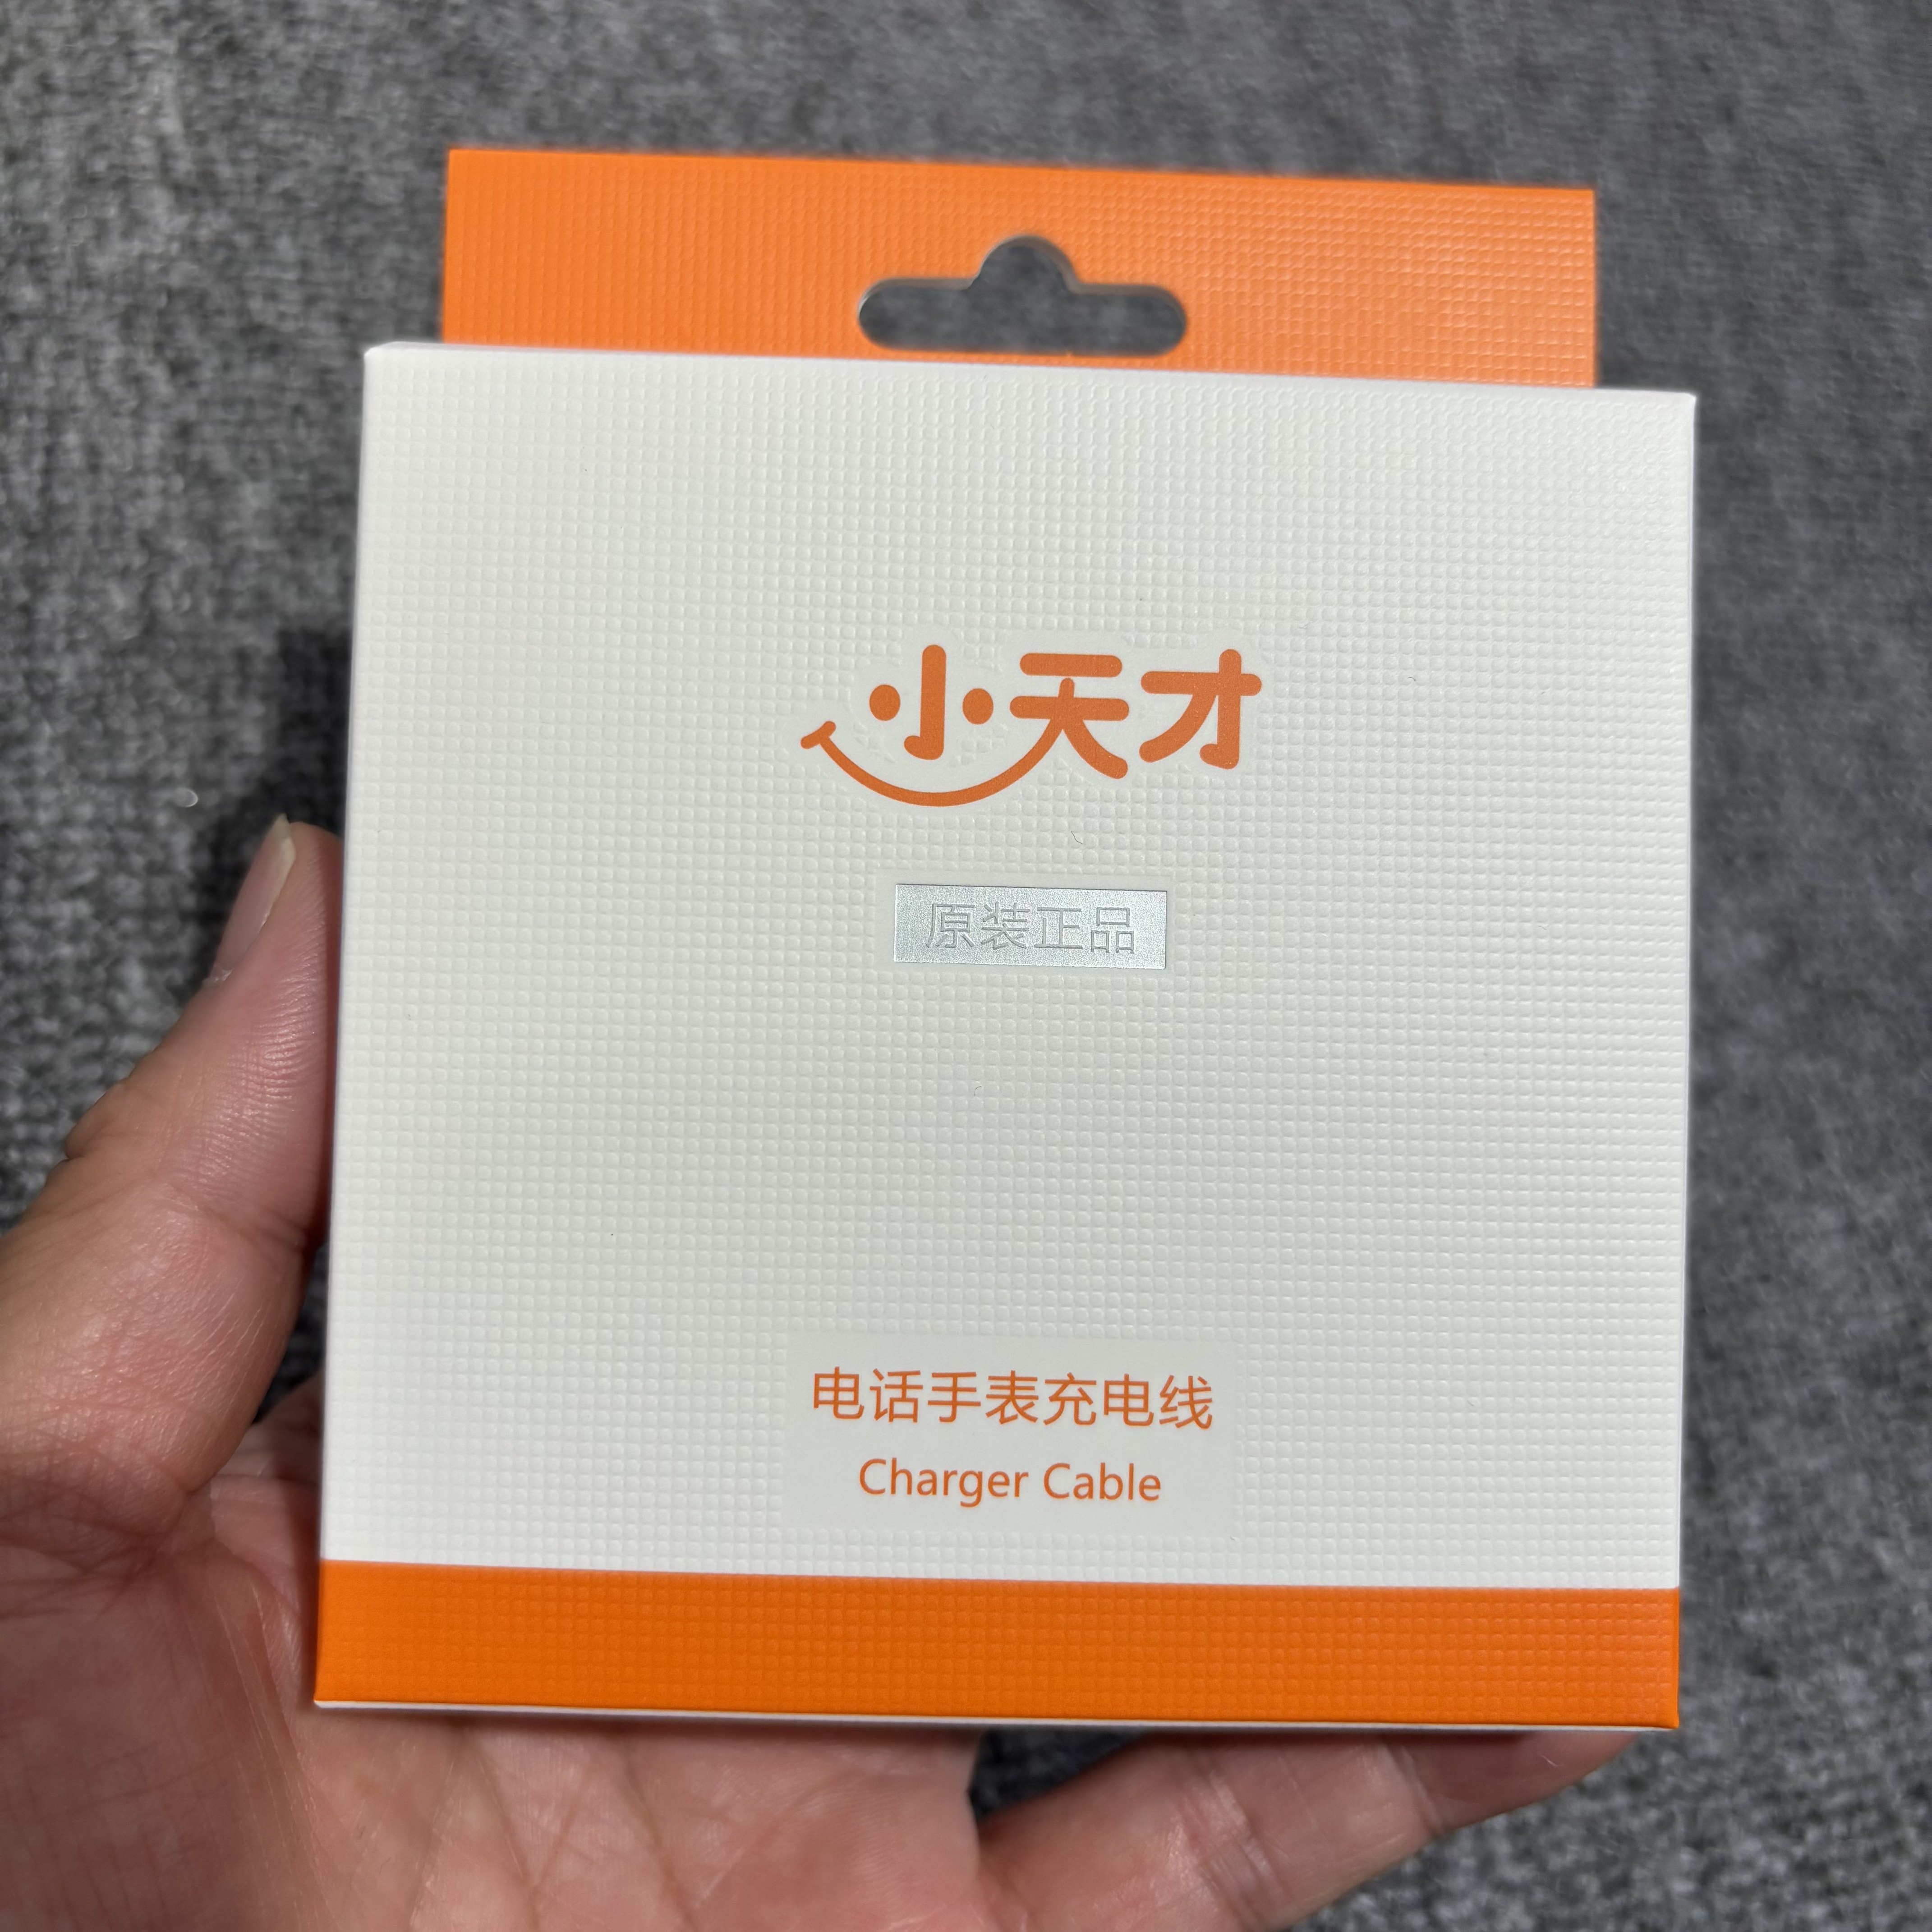 小天才
原装正品
电话手表充电线
Charger Cable